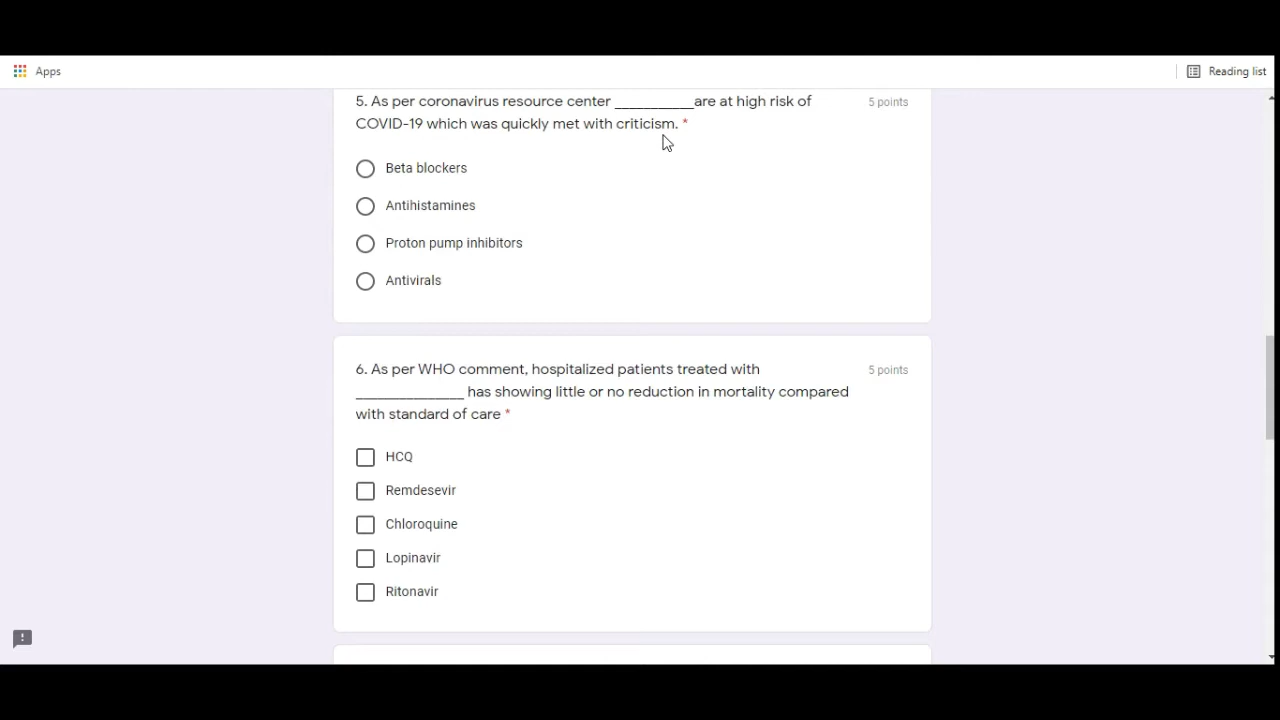 Apps
Reading list
5. As per coronavirus resource center ___________are at high risk of
5 points
COVID-19 which was quickly met with criticism. *
Beta blockers
Antihistamines
Proton pump inhibitors
Antivirals
6. As per WHO comment, hospitalized patients treated with
5 points
_______________ has showing little or no reduction in mortality compared
with standard of care *
HCQ
Remdesevir
Chloroquine
Lopinavir
Ritonavir